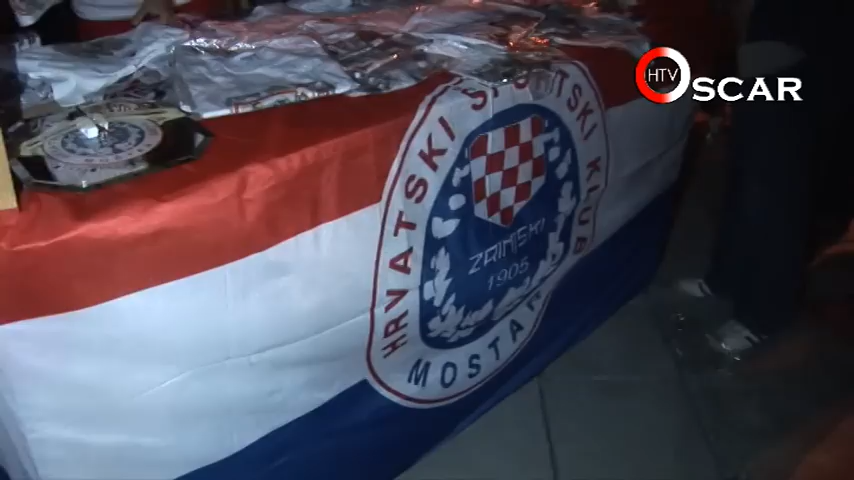 HTV
OSCAR
HRVATSKI ŠPORTSKI KLUB
ZRINJSKI
1905
MOSTAR